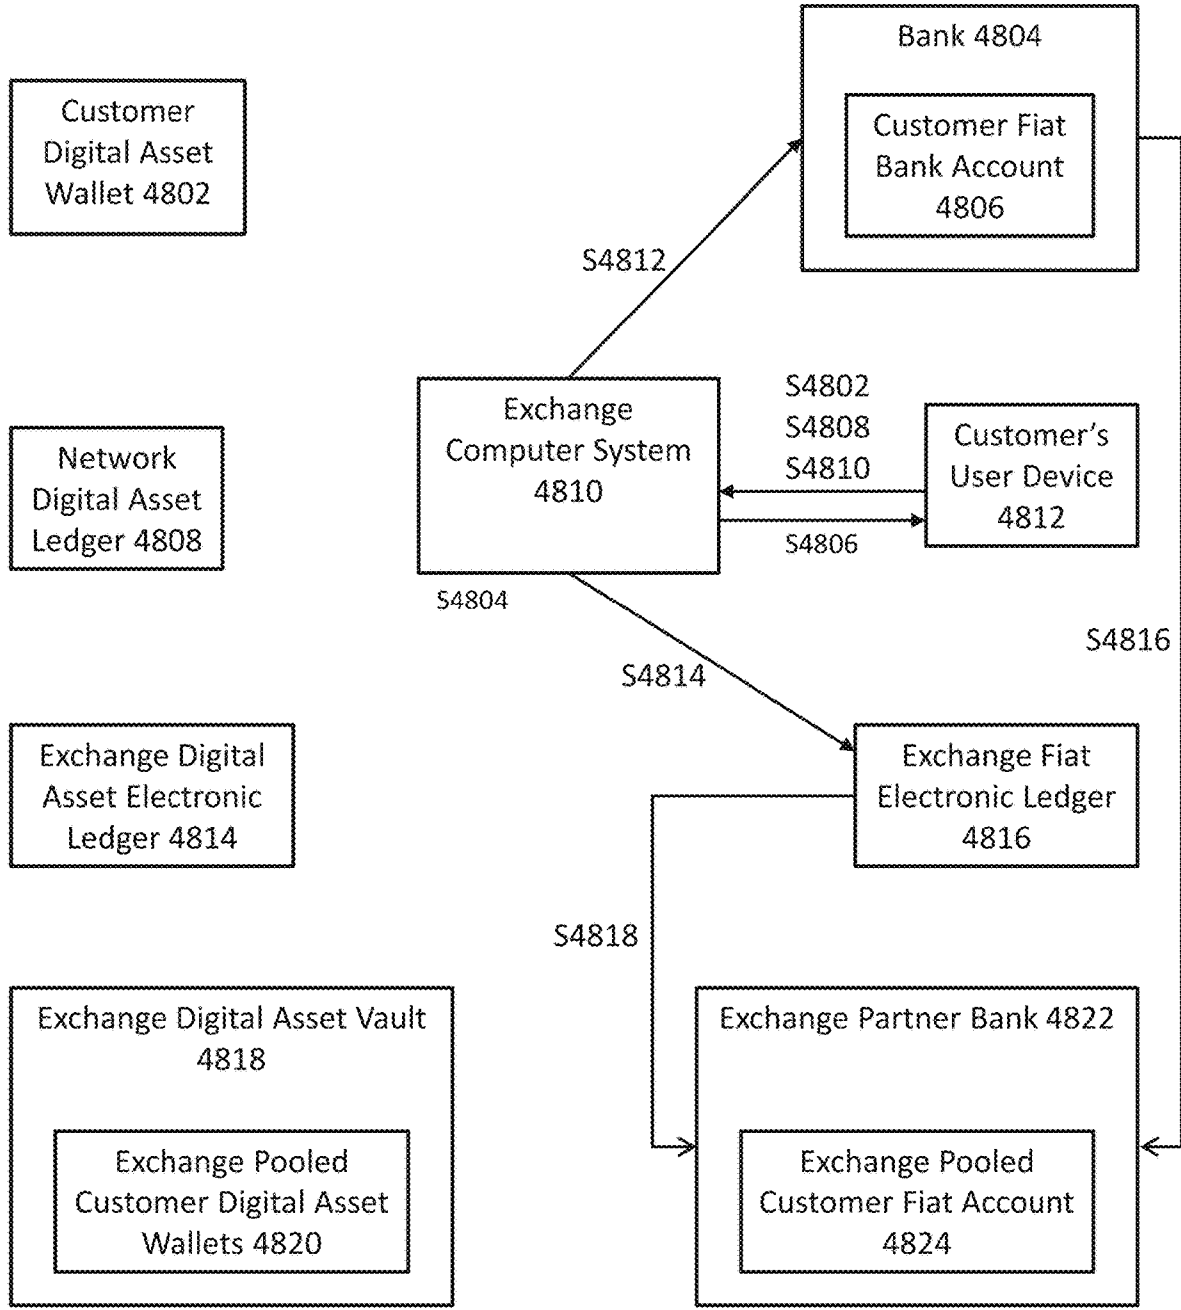 Bank 4804
Customer
Digital Asset
Wallet 4802
Customer Fiat
Bank Account
4806
S4812
Exchange
Computer System
4810
S4802
S4808
S4810
S4806
Customer's
User Device
4812
Network
Digital Asset
Ledger 4808
S4804
S4814
S4816
Exchange Digital
Asset Electronic
Ledger 4814
Exchange Fiat
Electronic Ledger
4816
S4818
Exchange Digital Asset Vault
4818
Exchange Pooled
Customer Digital Asset
Wallets 4820
Exchange Partner Bank 4822
Exchange Pooled
Customer Fiat Account
4824